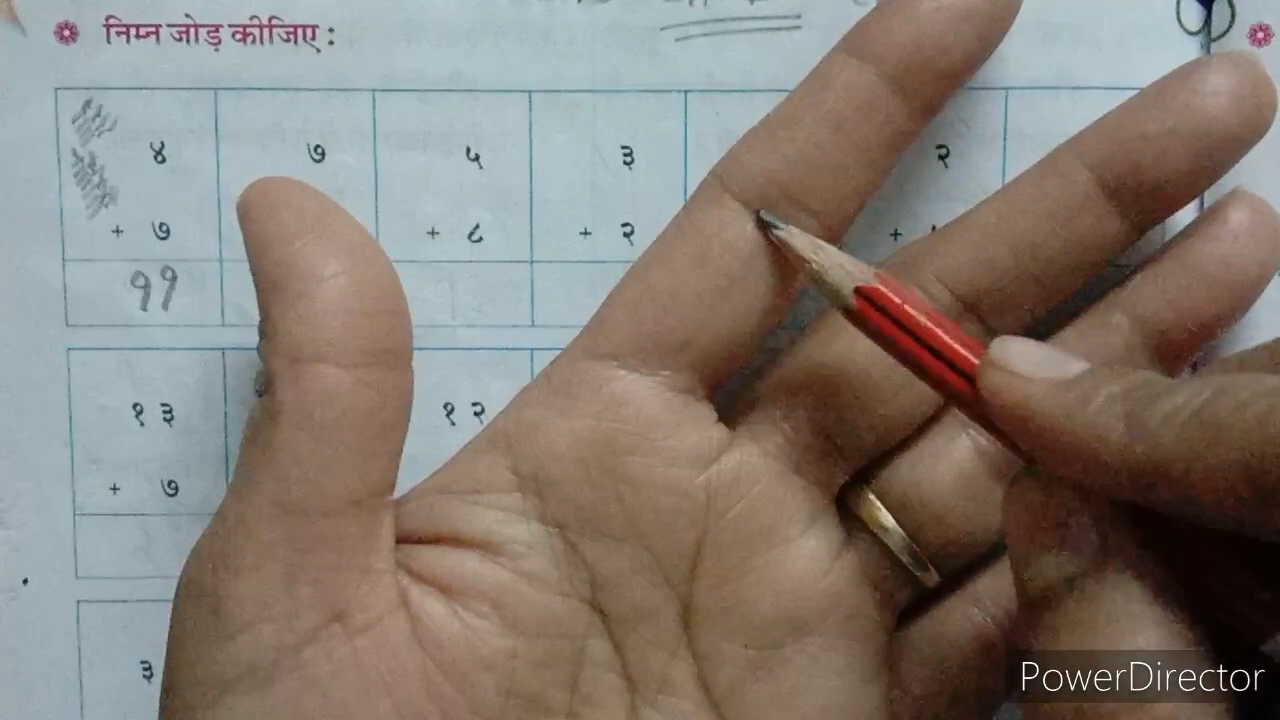 निम्न जोड़ कीजिए :
४ ७ ५ ३ २
+ ७ + ८ + २ +
११
१३ १२
+ ७
३
PowerDirector